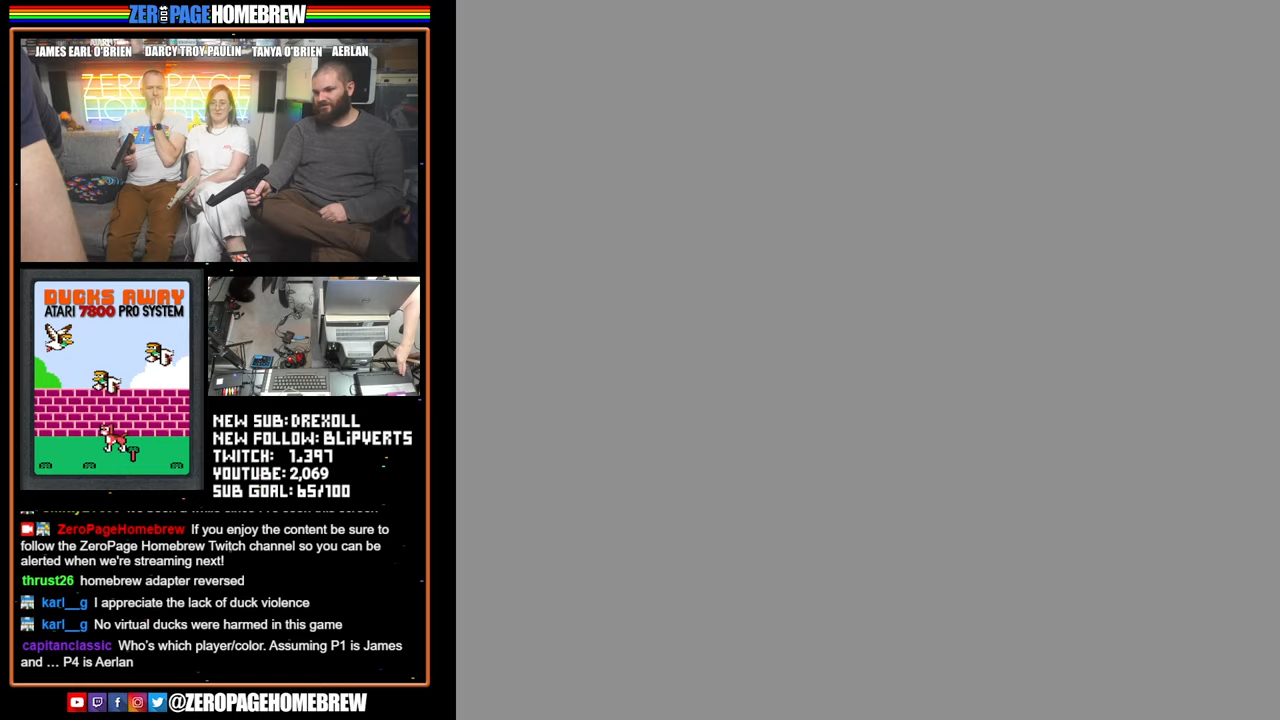 ZEROPAGE HOMEBREW
JAMES EARL O'BRIEN DARCY TROY PAULIN TANYA O'BRIEN AERLAN
ZEROPAGE
HOMEBREW
DUCKS AWAY
ATARI 7800 PRO SYSTEM
NEW SUB: DREXOLL
NEW FOLLOW: BLIPVERTS
TWITCH: 1,397
YOUTUBE: 2,069
SUB GOAL: 65/100
ZeroPageHomebrew If you enjoy the content be sure to
follow the ZeroPage Homebrew Twitch channel so you can be
alerted when we're streaming next!
thrust26 homebrew adapter reversed
karl__g I appreciate the lack of duck violence
karl__g No virtual ducks were harmed in this game
capitanclassic Who's which player/color. Assuming P1 is James
and … P4 is Aerlan
@ZEROPAGEHOMEBREW